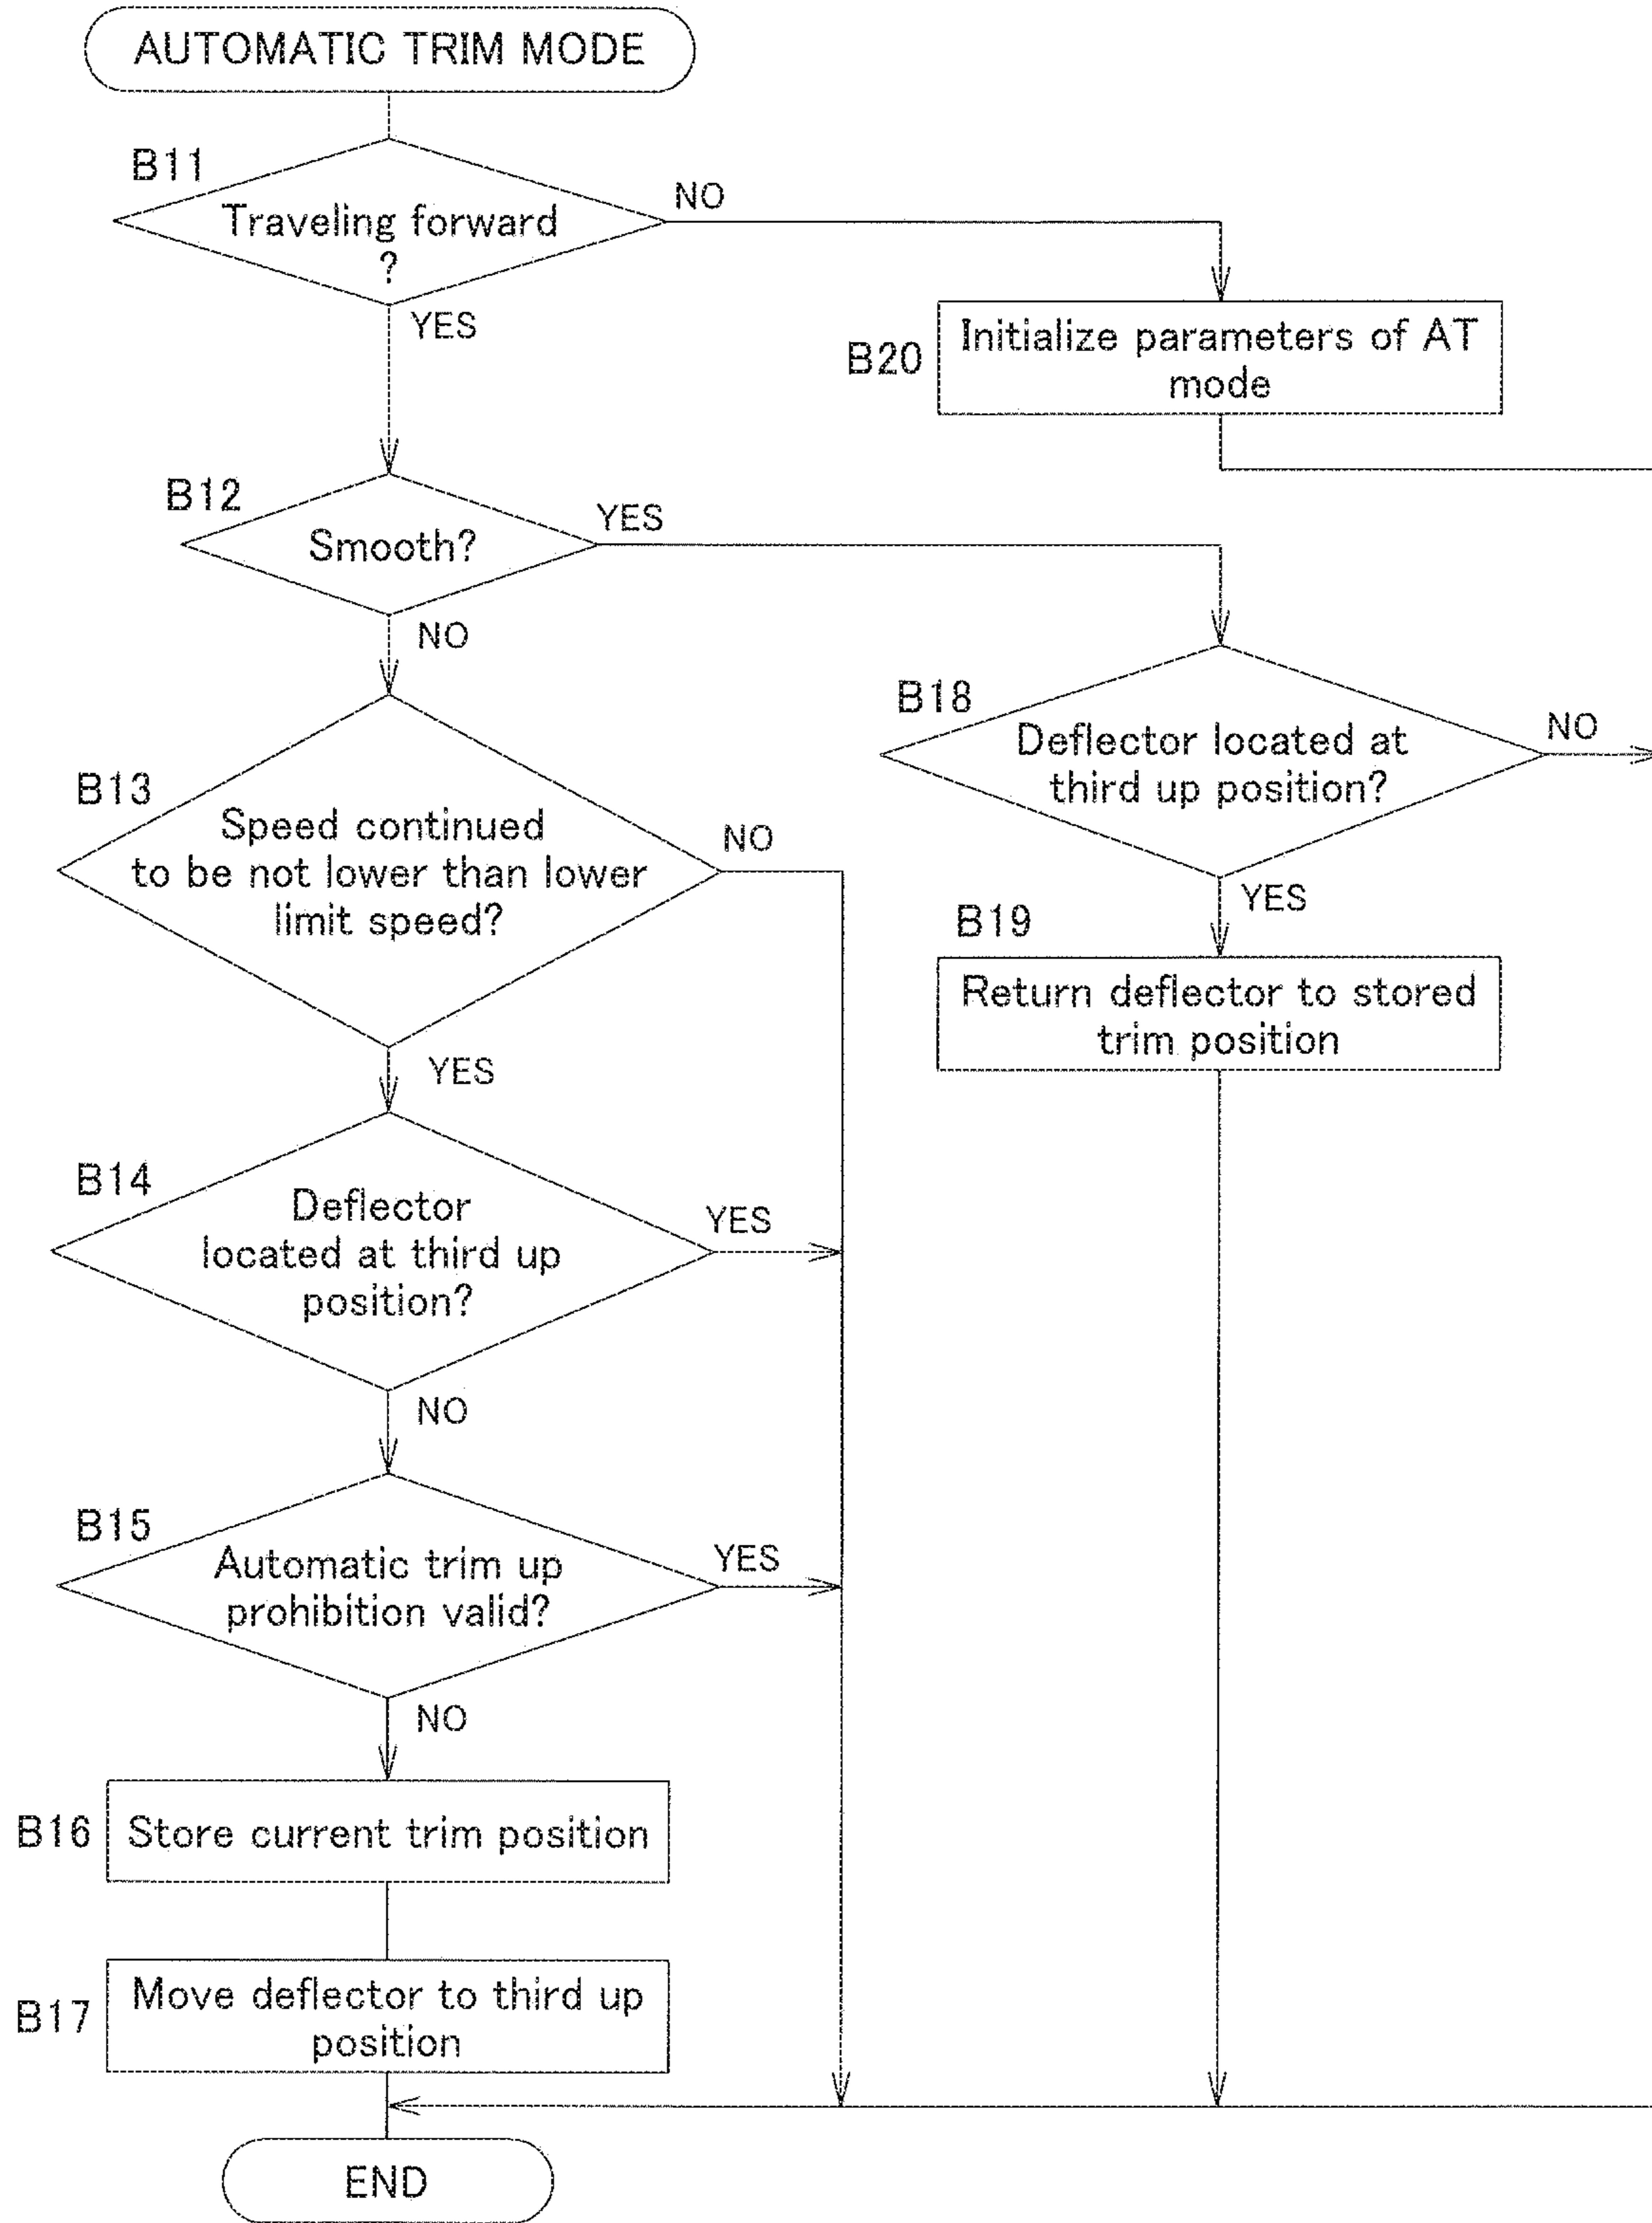 AUTOMATIC TRIM MODE
B11
Traveling forward
?
NO
YES
B20
Initialize parameters of AT
mode
B12
Smooth?
YES
NO
B18
Deflector located at
third up position?
NO
YES
B13
Speed continued
to be not lower than lower
limit speed?
NO
YES
B19
Return deflector to stored
trim position
B14
Deflector
located at third up
position?
YES
NO
B15
Automatic trim up
prohibition valid?
YES
NO
B16
Store current trim position
B17
Move deflector to third up
position
END